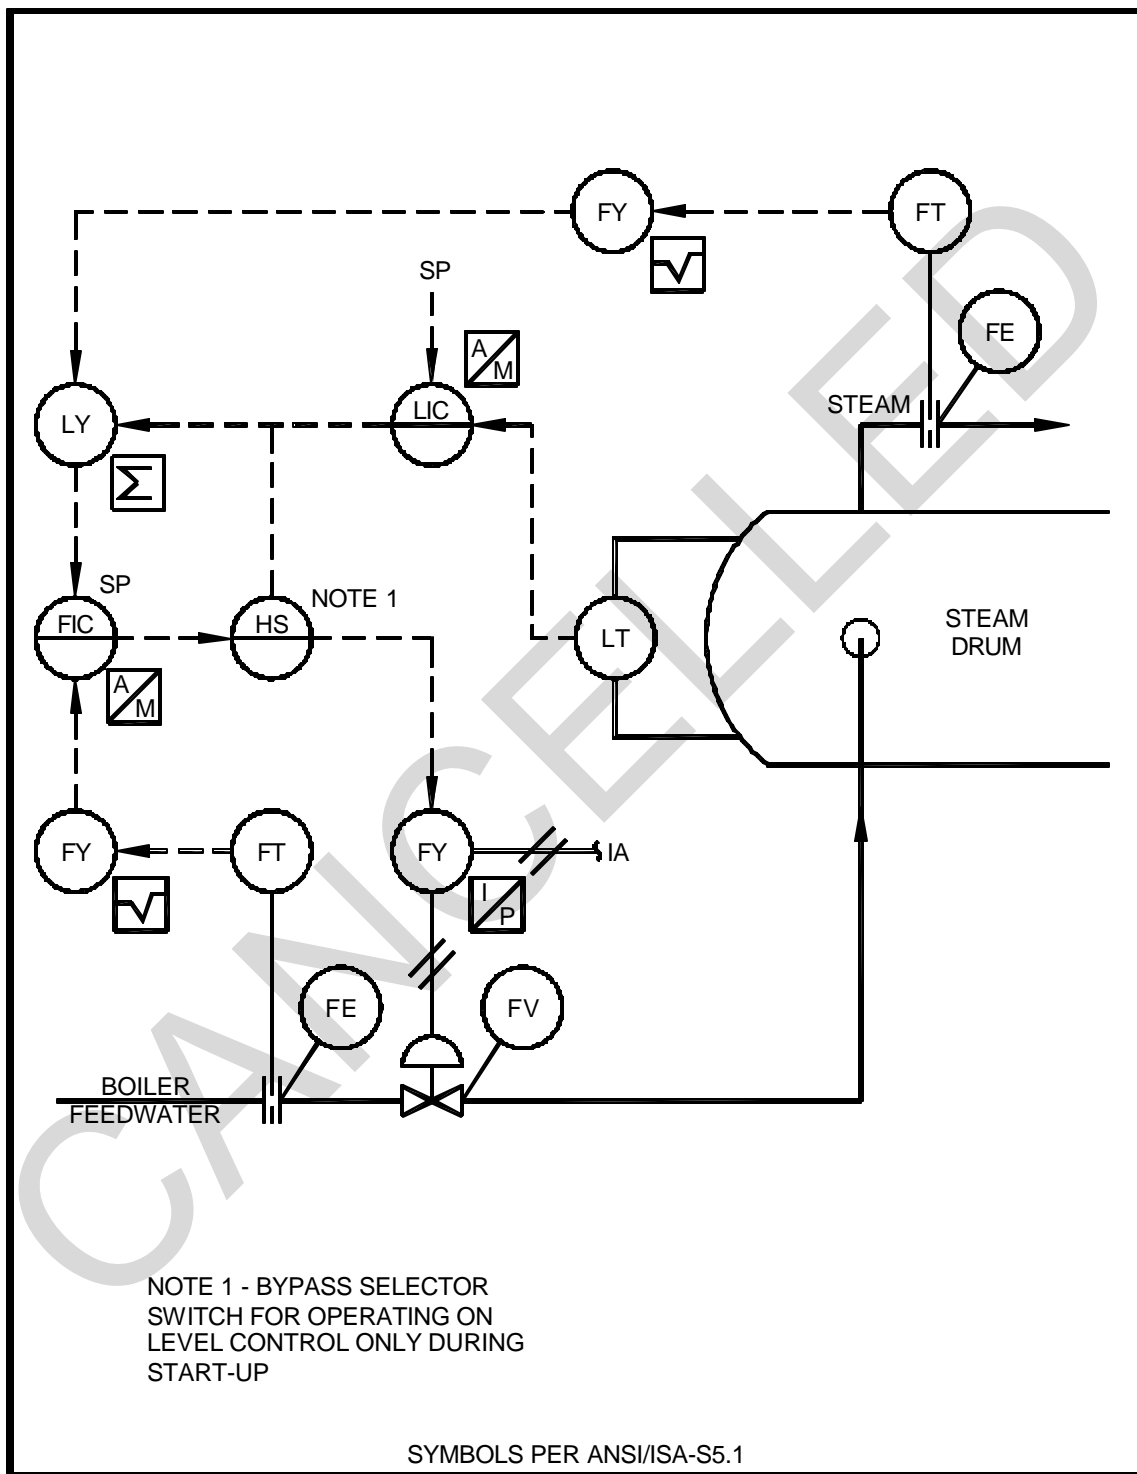 FY
FT
SP
FE
A
M
LIC
STEAM
LY
Σ
SP
NOTE 1
FIC
HS
LT
STEAM
DRUM
A
M
FY
FT
FY
IA
I
P
FE
FV
BOILER
FEEDWATER
NOTE 1 - BYPASS SELECTOR
SWITCH FOR OPERATING ON
LEVEL CONTROL ONLY DURING
START-UP
SYMBOLS PER ANSI/ISA-S5.1
CANCELLED